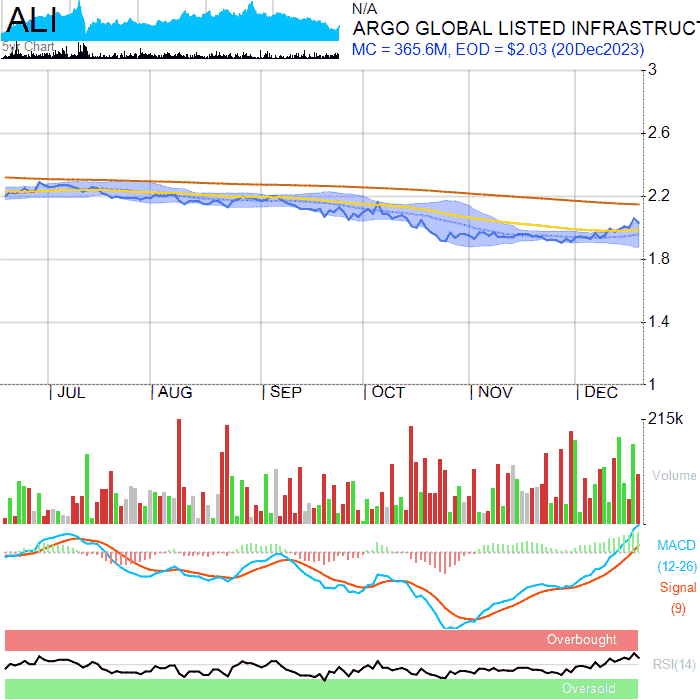 ALI
5yr Chart
N/A
ARGO GLOBAL LISTED INFRASTRUCT
MC = 365.6M, EOD = $2.03 (20Dec2023)
3
2.6
2.2
1.8
1.4
1
JUL AUG SEP OCT NOV DEC
215k
Volume
MACD
(12-26)
Signal
(9)
Overbought
RSI(14)
Oversold